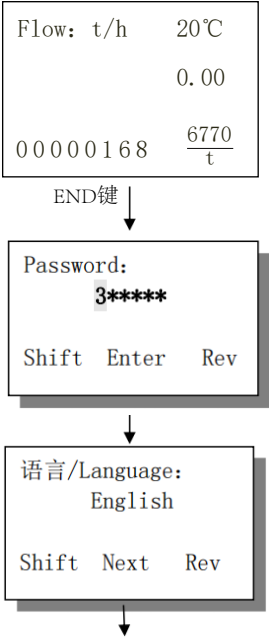 Flow: t/h 20℃
0.00
00000168 6770
t
END键
Password:
3*****
Shift Enter Rev
语言/Language:
English
Shift Next Rev